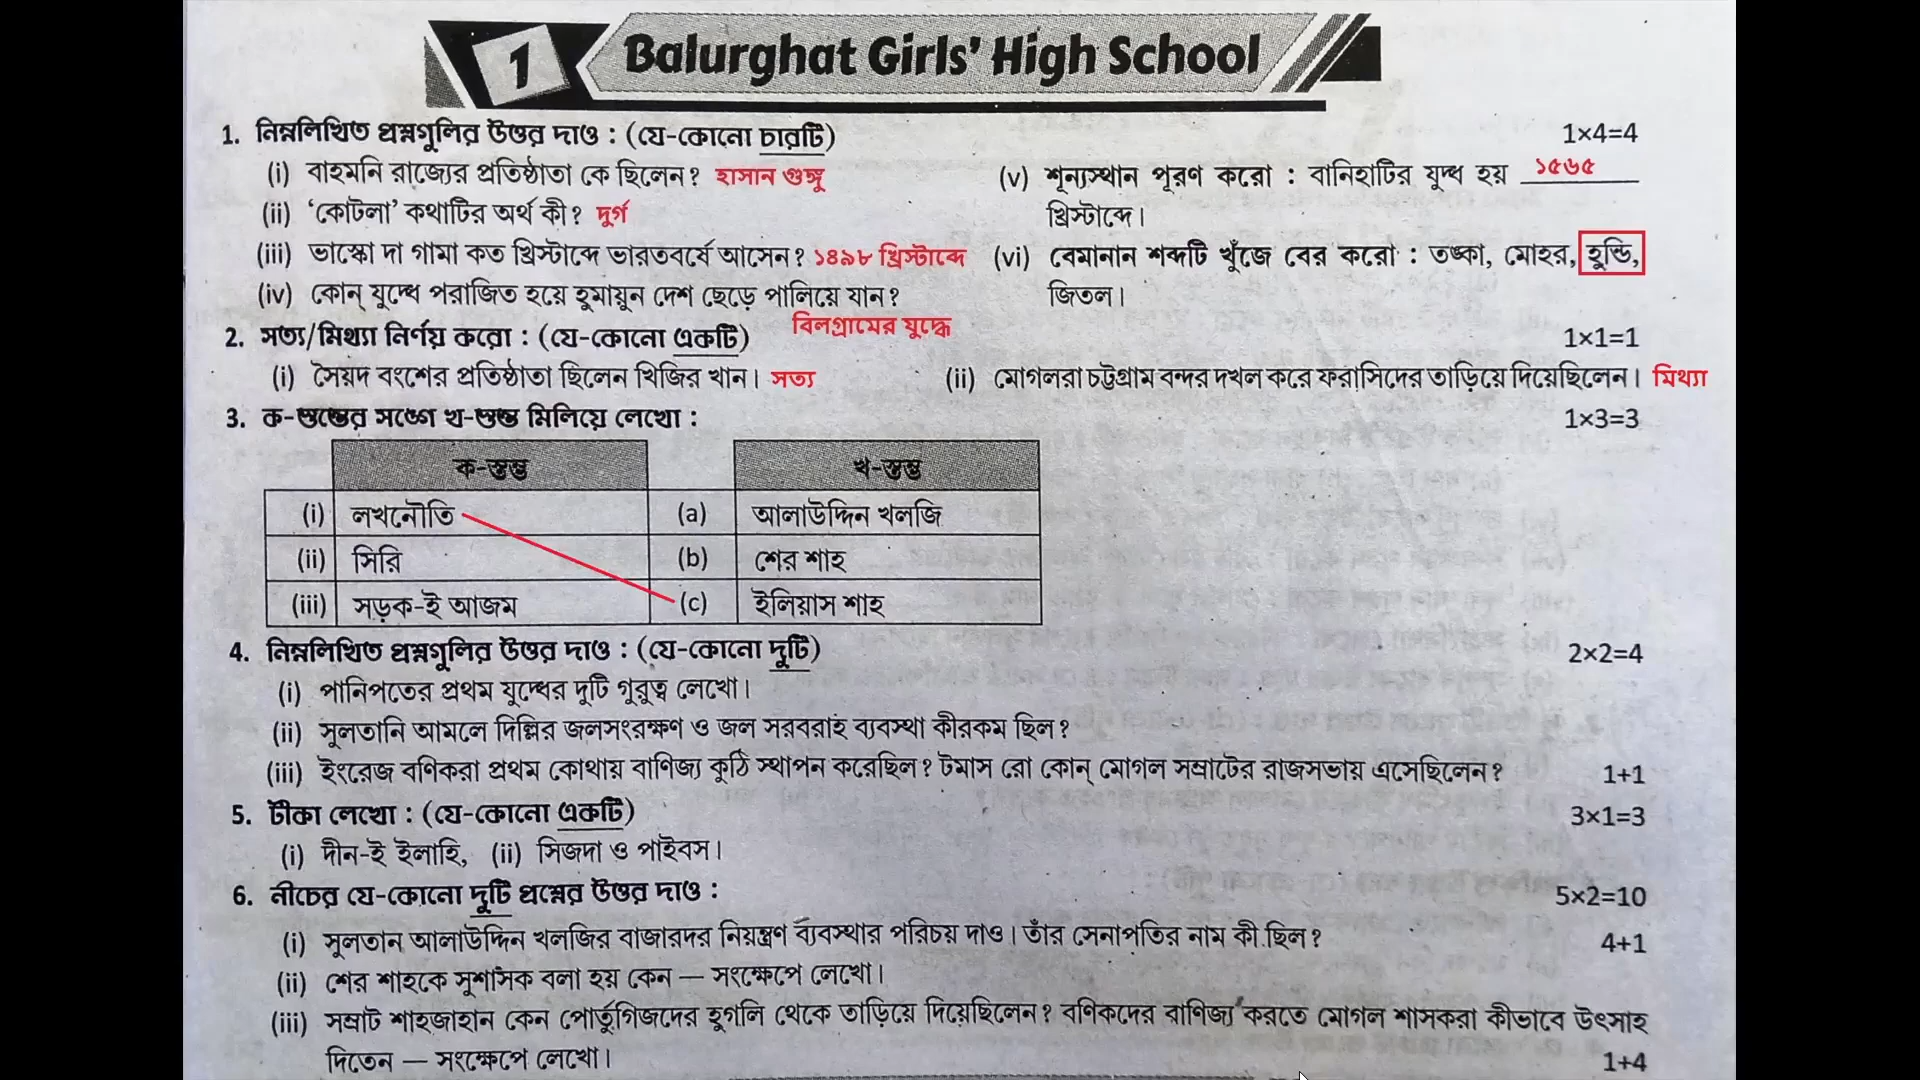 1 Balurghat Girls' High School
1. নিম্নলিখিত প্রশ্নগুলির উত্তর দাও : (যে-কোনো চারটি) 1×4=4
(i) বাহমনি রাজ্যের প্রতিষ্ঠাতা কে ছিলেন? হাসান গুঙ্গু
(ii) ‘কোটলা’ কথাটির অর্থ কী? দুর্গ
(iii) ভাস্কো দা গামা কত খ্রিস্টাব্দে ভারতবর্ষে আসেন? ১৪৯৮ খ্রিস্টাব্দে
(iv) কোন্ যুদ্ধে পরাজিত হয়ে হুমায়ুন দেশ ছেড়ে পালিয়ে যান?
বিলগ্রামের যুদ্ধে
(v) শূন্যস্থান পূরণ করো : বানিহাটির যুদ্ধ হয় ১৫৬৫
খ্রিস্টাব্দে।
(vi) বেমানান শব্দটি খুঁজে বের করো : তঙ্কা, মোহর, হুন্ডি,
জিতল।
2. সত্য/মিথ্যা নির্ণয় করো : (যে-কোনো একটি) 1×1=1
(i) সৈয়দ বংশের প্রতিষ্ঠাতা ছিলেন খিজির খান। সত্য
(ii) মোগলরা চট্টগ্রাম বন্দর দখল করে ফরাসিদের তাড়িয়ে দিয়েছিলেন। মিথ্যা
3. ক-স্তম্ভের সঙ্গে খ-স্তম্ভ মিলিয়ে লেখো : 1×3=3
ক-স্তম্ভ খ-স্তম্ভ
(i) লখনৌতি (a) আলাউদ্দিন খলজি
(ii) সিরি (b) শের শাহ
(iii) সড়ক-ই আজম (c) ইলিয়াস শাহ
4. নিম্নলিখিত প্রশ্নগুলির উত্তর দাও : (যে-কোনো দুটি) 2×2=4
(i) পানিপতের প্রথম যুদ্ধের দুটি গুরুত্ব লেখো।
(ii) সুলতানি আমলে দিল্লির জলসংরক্ষণ ও জল সরবরাহ ব্যবস্থা কীরকম ছিল?
(iii) ইংরেজ বণিকরা প্রথম কোথায় বাণিজ্য কুঠি স্থাপন করেছিল? টমাস রো কোন্ মোগল সম্রাটের রাজসভায় এসেছিলেন? 1+1
5. টীকা লেখো : (যে-কোনো একটি) 3×1=3
(i) দীন-ই ইলাহি, (ii) সিজদা ও পাইবস।
6. নীচের যে-কোনো দুটি প্রশ্নের উত্তর দাও : 5×2=10
(i) সুলতান আলাউদ্দিন খলজির বাজারদর নিয়ন্ত্রণ ব্যবস্থার পরিচয় দাও। তাঁর সেনাপতির নাম কী ছিল? 4+1
(ii) শের শাহকে সুশাসক বলা হয় কেন — সংক্ষেপে লেখো।
(iii) সম্রাট শাহজাহান কেন পোর্তুগিজদের হুগলি থেকে তাড়িয়ে দিয়েছিলেন? বণিকদের বাণিজ্য করতে মোগল শাসকরা কীভাবে উৎসাহ
দিতেন — সংক্ষেপে লেখো। 1+4